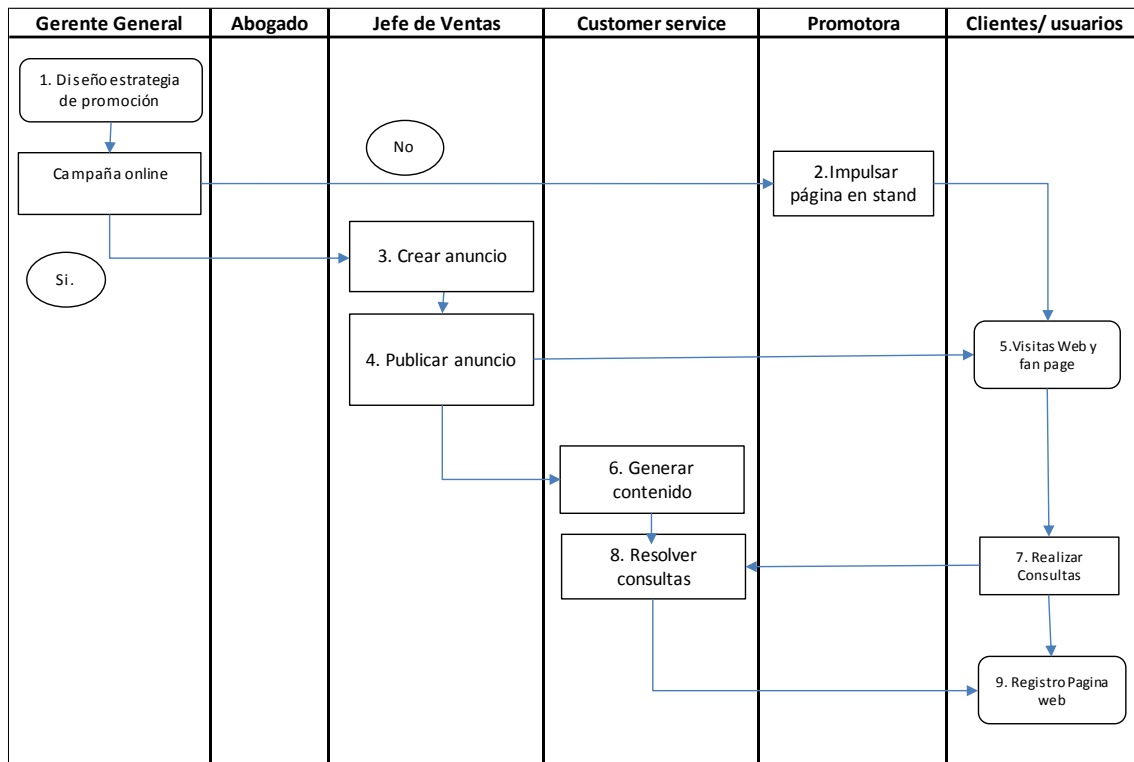 Gerente General
Abogado
Jefe de Ventas
Customer service
Promotora
Clientes/ usuarios
1. Diseño estrategia
de promoción
No
Campaña online
2.Impulsar
página en stand
3. Crear anuncio
Si.
4. Publicar anuncio
5.Visitas Web y
fan page
6. Generar
contenido
8. Resolver
consultas
7. Realizar
Consultas
9. Registro Pagina
web